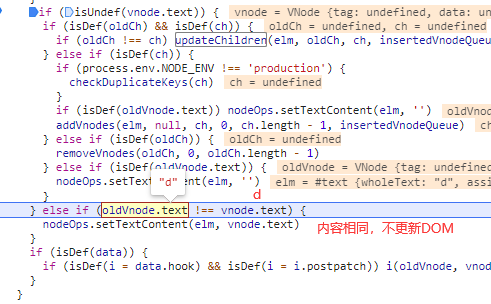 if (isUndef(vnode.text)) { vnode = VNode {tag: undefined, data: un
if (isDef(oldCh) && isDef(ch)) { oldCh = undefined, ch = undefined
if (oldCh !== ch) updateChildren(elm, oldCh, ch, insertedVnodeQueue
} else if (isDef(ch)) {
if (process.env.NODE_ENV !== 'production') {
checkDuplicateKeys(ch) ch = undefined
}
if (isDef(oldVnode.text)) nodeOps.setTextContent(elm, '') oldVno
addVnodes(elm, null, ch, 0, ch.length - 1, insertedVnodeQueue) ch
} else if (isDef(oldCh)) { oldCh = undefined
removeVnodes(oldCh, 0, oldCh.length - 1)
} else if (isDef(oldVnode.text)) { oldVnode = VNode {tag: undefined
nodeOps.setTex "d" ent(elm, '') elm = #text {wholeText: "d", assi
} d
} else if (oldVnode.text !== vnode.text) {
nodeOps.setTextContent(elm, vnode.text) 内容相同，不更新DOM
}
if (isDef(data)) {
if (isDef(i = data.hook) && isDef(i = i.postpatch)) i(oldVnode, vno
}
}